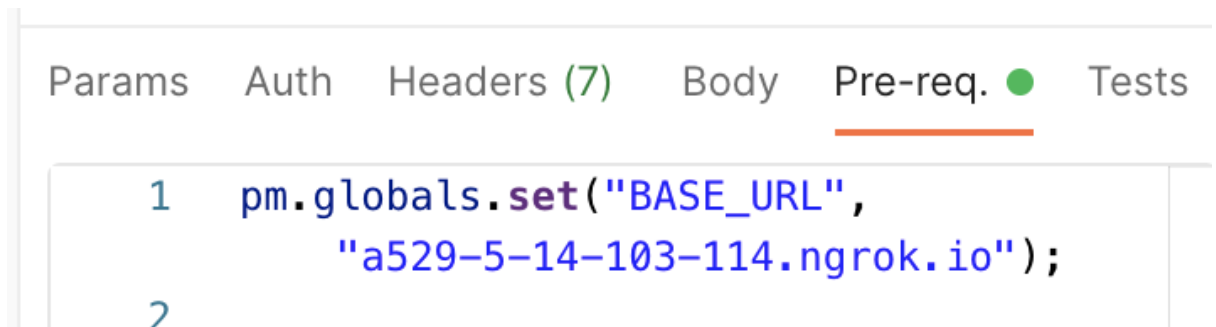 Params Auth Headers (7) Body Pre-req. Tests
1 pm.globals.set("BASE_URL",
"a529-5-14-103-114.ngrok.io");
2